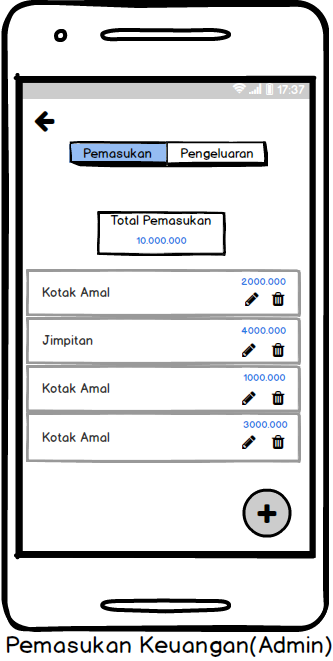 17:37
Pemasukan Pengeluaran
Total Pemasukan
10.000.000
2000.000
Kotak Amal
4000.000
Jimpitan
1000.000
Kotak Amal
3000.000
Kotak Amal
Pemasukan Keuangan(Admin)